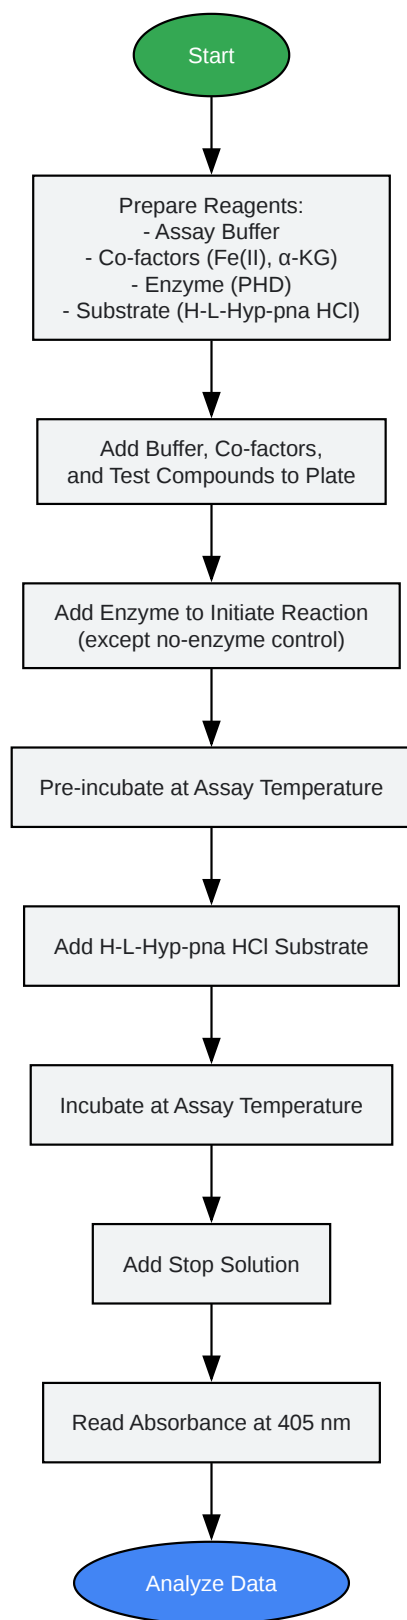 Start
Prepare Reagents:
- Assay Buffer
- Co-factors (Fe(II), α-KG)
- Enzyme (PHD)
- Substrate (H-L-Hyp-pna HCl)
Add Buffer, Co-factors,
and Test Compounds to Plate
Add Enzyme to Initiate Reaction
(except no-enzyme control)
Pre-incubate at Assay Temperature
Add H-L-Hyp-pna HCl Substrate
Incubate at Assay Temperature
Add Stop Solution
Read Absorbance at 405 nm
Analyze Data